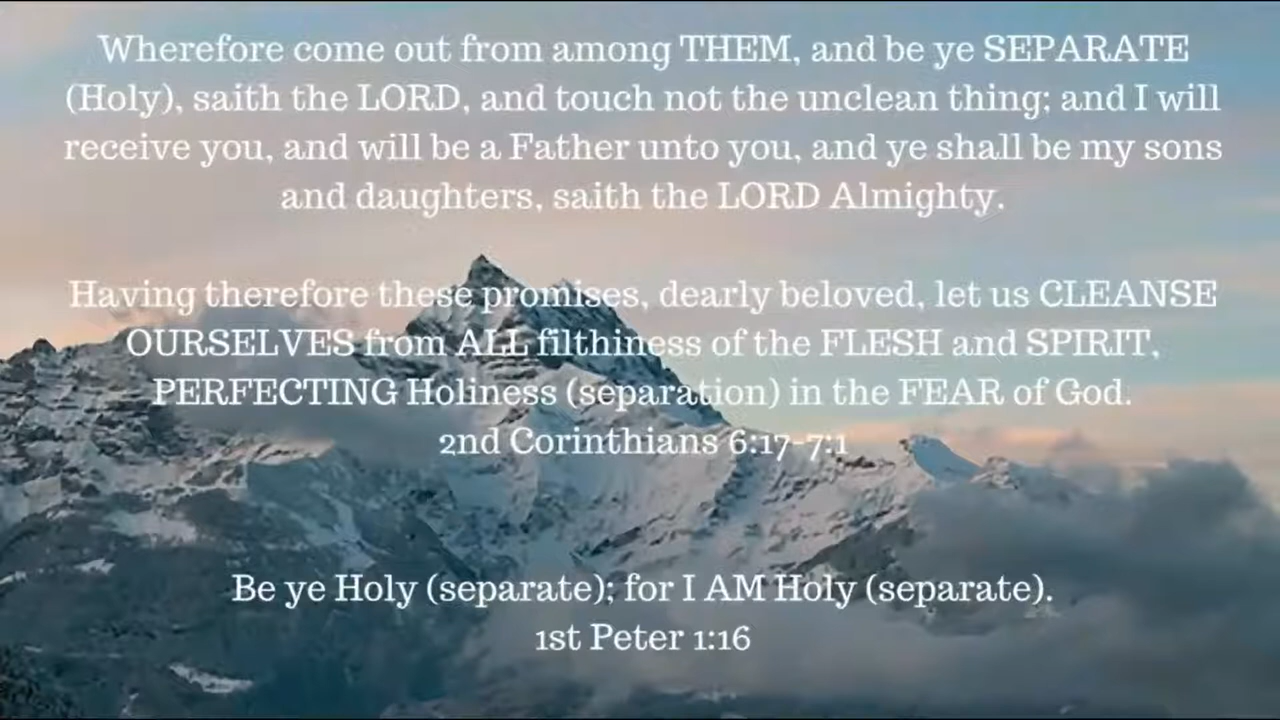 Wherefore come out from among THEM, and be ye SEPARATE
(Holy), saith the LORD, and touch not the unclean thing; and I will
receive you, and will be a Father unto you, and ye shall be my sons
and daughters, saith the LORD Almighty.
Having therefore these promises, dearly beloved, let us CLEANSE
OURSELVES from ALL filthiness of the FLESH and SPIRIT,
PERFECTING Holiness (separation) in the FEAR of God.
2nd Corinthians 6:17-7:1
Be ye Holy (separate); for I AM Holy (separate).
1st Peter 1:16